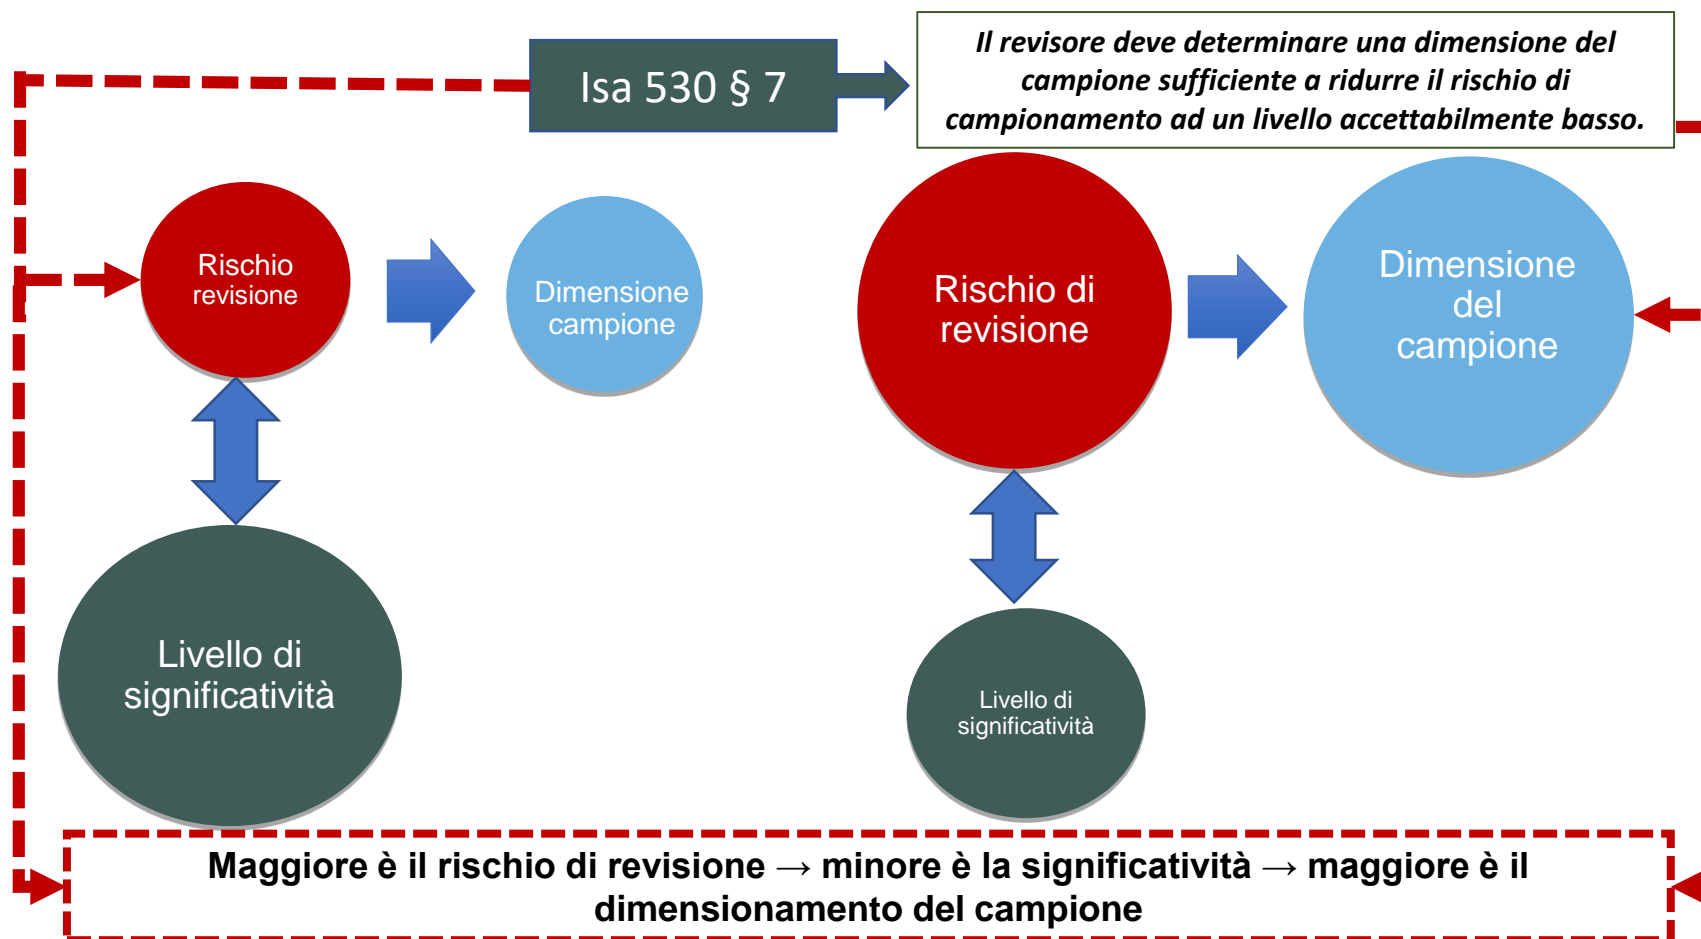 Isa 530 § 7
Il revisore deve determinare una dimensione del
campione sufficiente a ridurre il rischio di
campionamento ad un livello accettabilmente basso.
Rischio
revisione
Dimensione
campione
Livello di
significatività
Rischio di
revisione
Dimensione
del
campione
Livello di
significatività
Maggiore è il rischio di revisione → minore è la significatività → maggiore è il
dimensionamento del campione